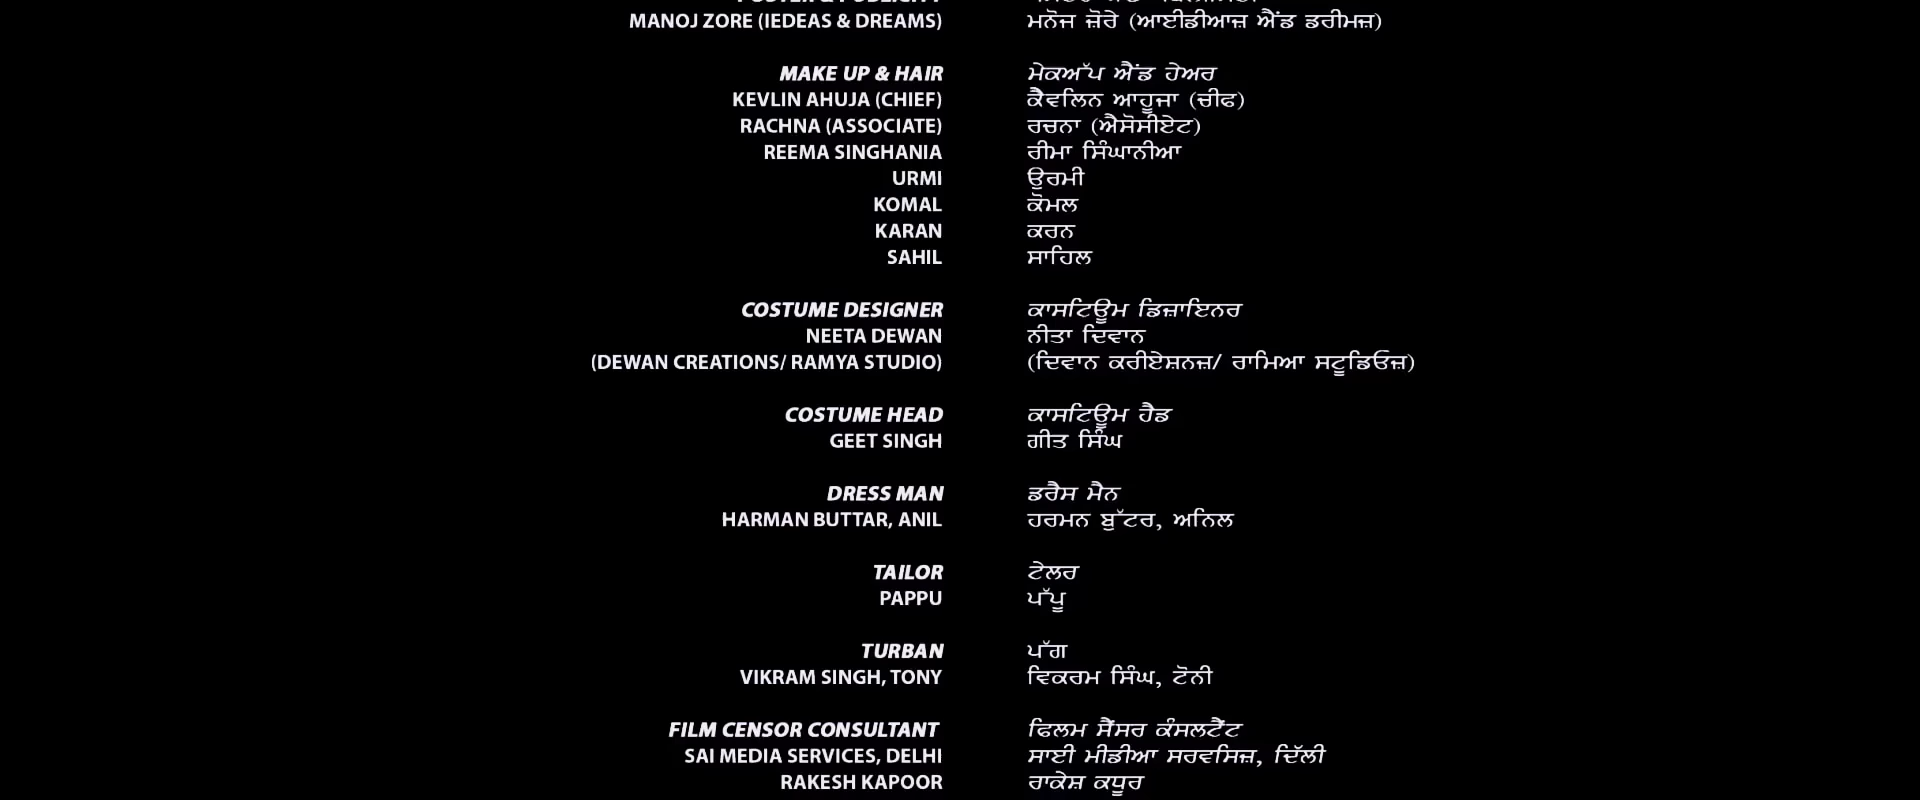 MANOJ ZORE (IEDEAS & DREAMS) ਮਨੋਜ ਜ਼ੋਰੇ (ਆਈਡੀਆਜ਼ ਐਂਡ ਡਰੀਮਜ਼)
MAKE UP & HAIR ਮੇਕਅੱਪ ਐਂਡ ਹੇਅਰ
KEVLIN AHUJA (CHIEF) ਕੈਵਲਿਨ ਆਹੂਜਾ (ਚੀਫ)
RACHNA (ASSOCIATE) ਰਚਨਾ (ਐਸੋਸੀਏਟ)
REEMA SINGHANIA ਰੀਮਾ ਸਿੰਘਾਨੀਆ
URMI ਉਰਮੀ
KOMAL ਕੋਮਲ
KARAN ਕਰਨ
SAHIL ਸਾਹਿਲ
COSTUME DESIGNER ਕਾਸਟਿਊਮ ਡਿਜ਼ਾਇਨਰ
NEETA DEWAN ਨੀਤਾ ਦਿਵਾਨ
(DEWAN CREATIONS/ RAMYA STUDIO) (ਦਿਵਾਨ ਕਰੀਏਸ਼ਨਜ਼/ ਰਾਮਿਆ ਸਟੂਡਿਓਜ਼)
COSTUME HEAD ਕਾਸਟਿਊਮ ਹੈਡ
GEET SINGH ਗੀਤ ਸਿੰਘ
DRESS MAN ਡਰੈਸ ਮੈਨ
HARMAN BUTTAR, ANIL ਹਰਮਨ ਬੁੱਟਰ, ਅਨਿਲ
TAILOR ਟੇਲਰ
PAPPU ਪੱਪੂ
TURBAN ਪੱਗ
VIKRAM SINGH, TONY ਵਿਕਰਮ ਸਿੰਘ, ਟੋਨੀ
FILM CENSOR CONSULTANT ਫਿਲਮ ਸੈਂਸਰ ਕੰਸਲਟੈਂਟ
SAI MEDIA SERVICES, DELHI ਸਾਈ ਮੀਡੀਆ ਸਰਵਸਿਜ਼, ਦਿੱਲੀ
RAKESH KAPOOR ਰਾਕੇਸ਼ ਕਧੂਰ